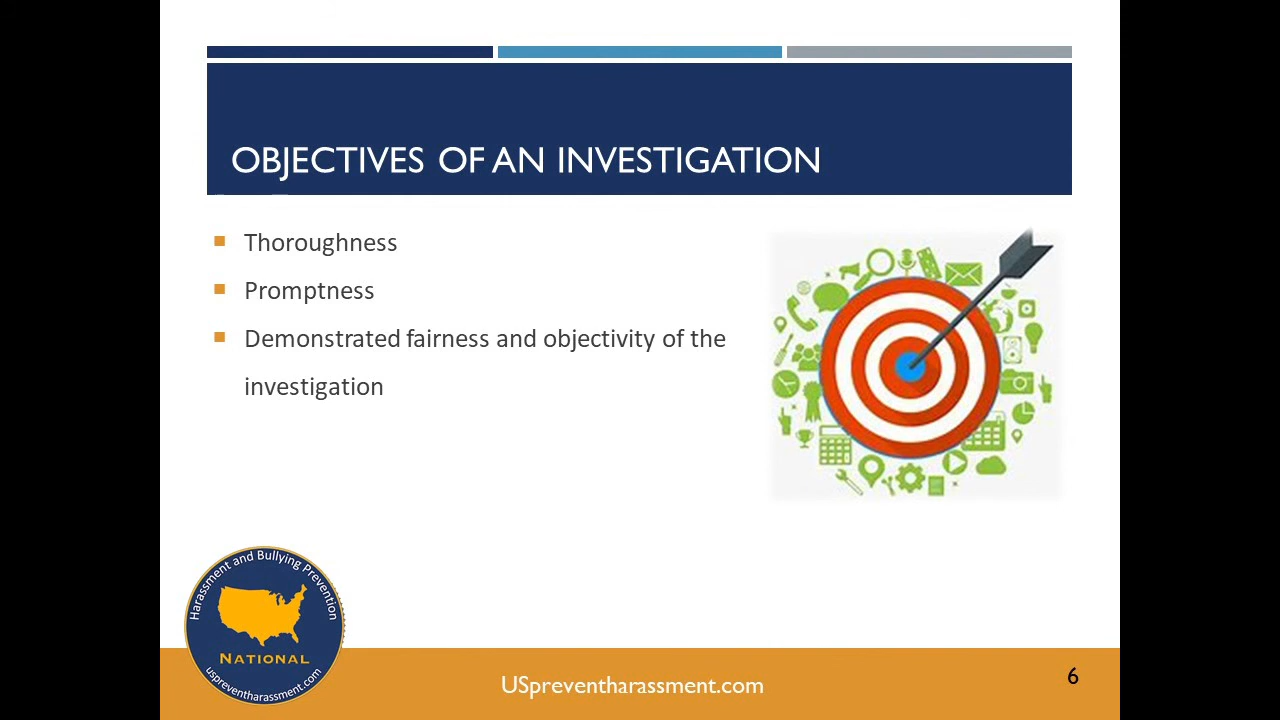 OBJECTIVES OF AN INVESTIGATION
Thoroughness
Promptness
Demonstrated fairness and objectivity of the
investigation
Harassment and Bullying Prevention
NATIONAL
uspreventharassment.com
USpreventharassment.com
6